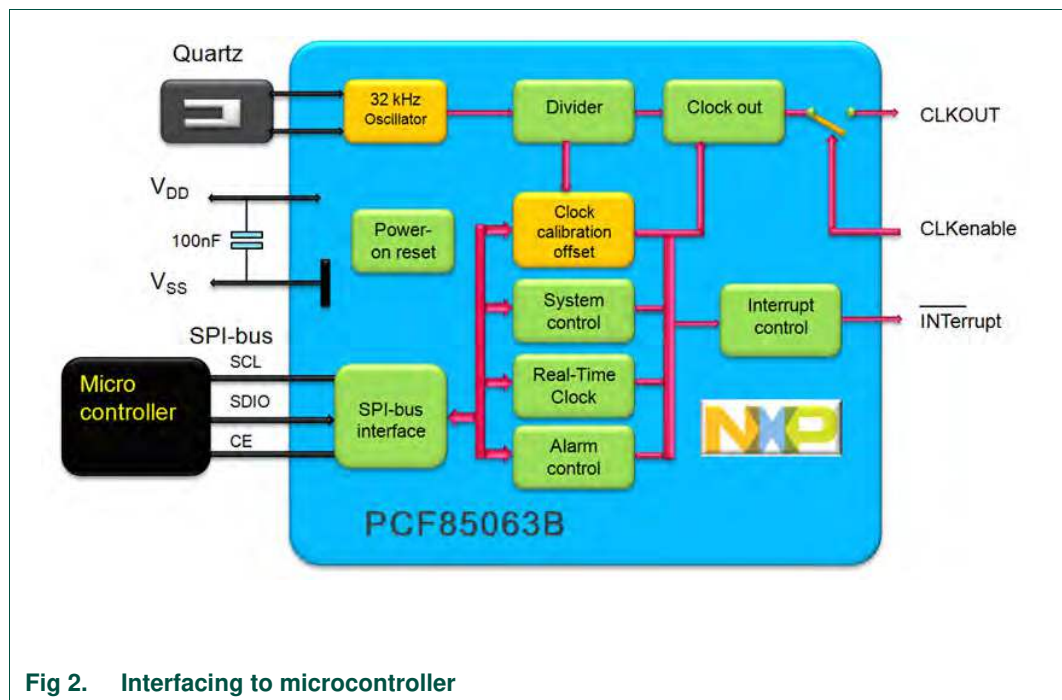 Quartz
32 kHz
Oscillator
Divider
Clock out
CLKOUT
VDD
100nF
VSS
Power-
on reset
Clock
calibration
offset
CLKenable
System
control
Interrupt
control
INTerrupt
SPI-bus
SCL
SDIO
CE
Micro
controller
SPI-bus
interface
Real-Time
Clock
Alarm
control
NXP
PCF85063B
Fig 2. Interfacing to microcontroller